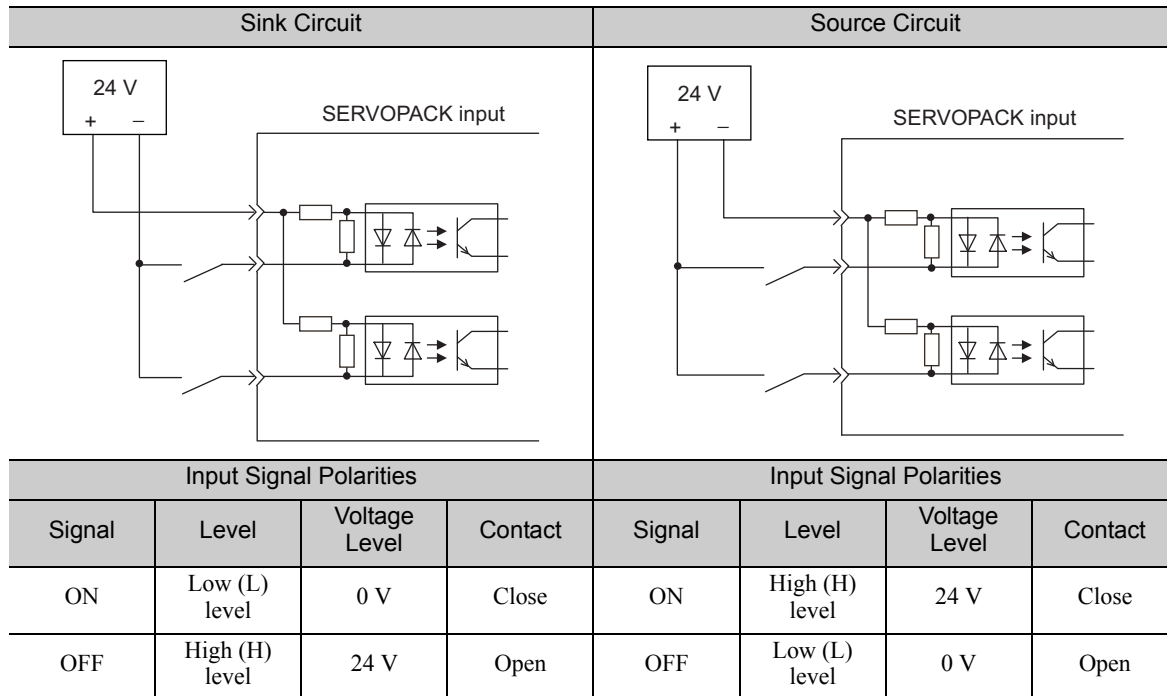 Sink Circuit
Source Circuit
24 V
+ −
SERVOPACK input
24 V
+ −
SERVOPACK input
Input Signal Polarities
Input Signal Polarities
Signal Level Voltage Level Contact Signal Level Voltage Level Contact
ON Low (L) level 0 V Close ON High (H) level 24 V Close
OFF High (H) level 24 V Open OFF Low (L) level 0 V Open